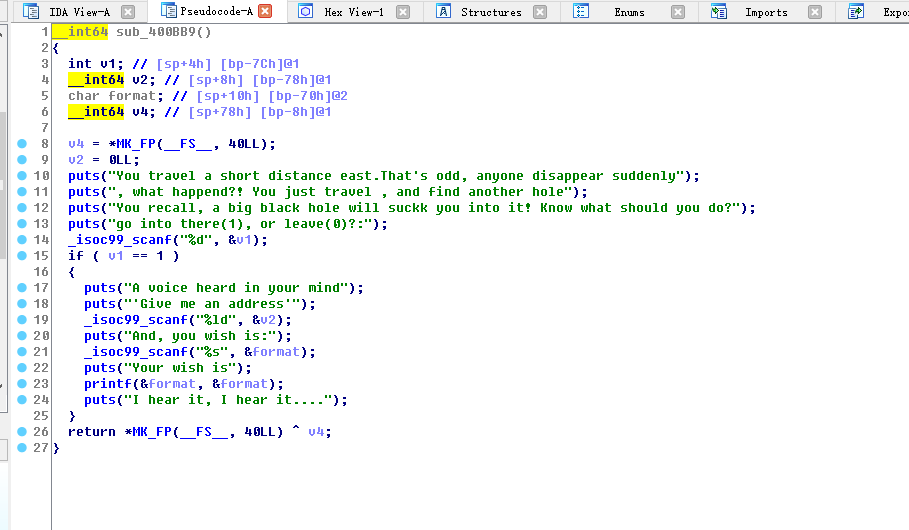 IDA View-A Pseudocode-A Hex View-1 Structures Enums Imports Expor
1 __int64 sub_400BB9()
2 {
3 int v1; // [sp+4h] [bp-7Ch]@1
4 __int64 v2; // [sp+8h] [bp-78h]@1
5 char format; // [sp+10h] [bp-70h]@2
6 __int64 v4; // [sp+78h] [bp-8h]@1
7
8 v4 = *MK_FP(__FS__, 40LL);
9 v2 = 0LL;
10 puts("You travel a short distance east.That's odd, anyone disappear suddenly");
11 puts(", what happend?! You just travel , and find another hole");
12 puts("You recall, a big black hole will suckk you into it! Know what should you do?");
13 puts("go into there(1), or leave(0)?:");
14 _isoc99_scanf("%d", &v1);
15 if ( v1 == 1 )
16 {
17 puts("A voice heard in your mind");
18 puts("'Give me an address'");
19 _isoc99_scanf("%ld", &v2);
20 puts("And, you wish is:");
21 _isoc99_scanf("%s", &format);
22 puts("Your wish is");
23 printf(&format, &format);
24 puts("I hear it, I hear it....");
25 }
26 return *MK_FP(__FS__, 40LL) ^ v4;
27 }